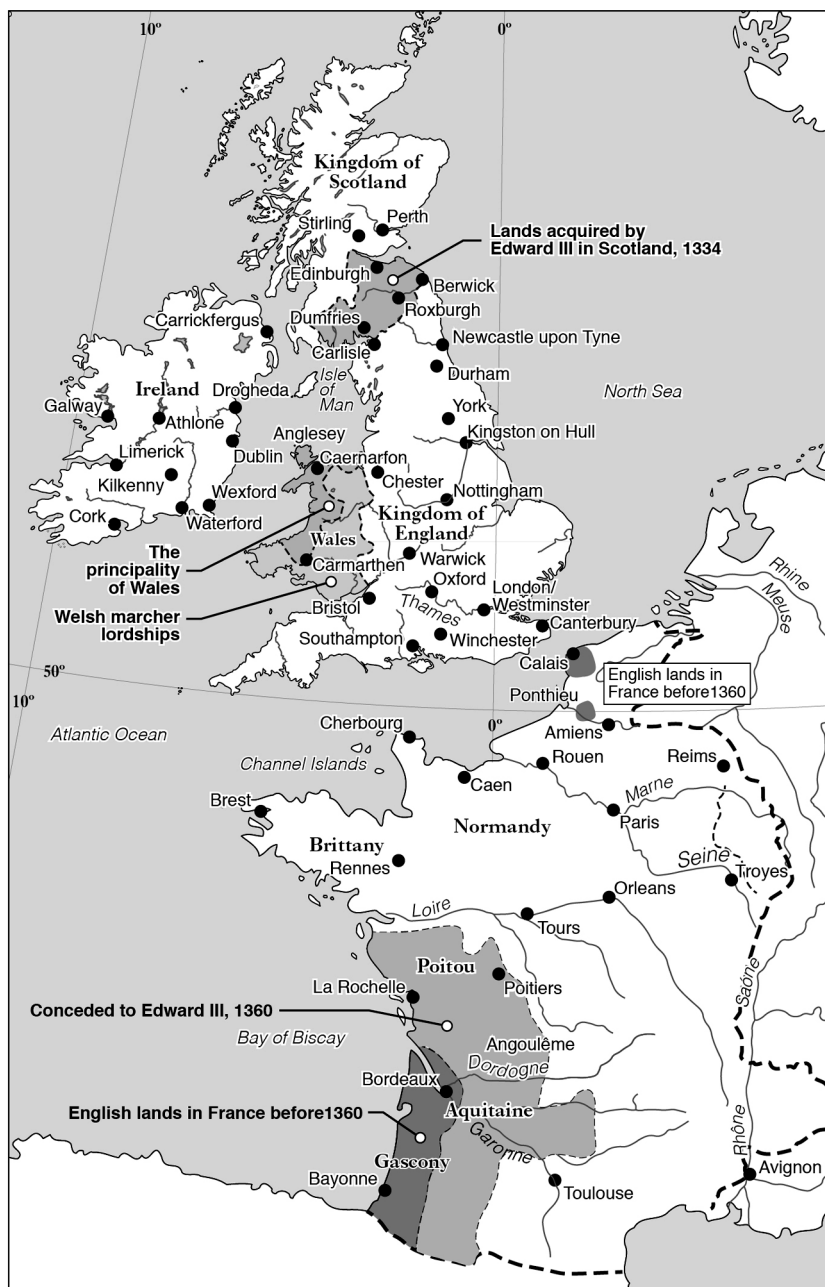 10º
0º
Kingdom of
Scotland
Stirling
Perth
Lands acquired by
Edward III in Scotland, 1334
Edinburgh
Berwick
Roxburgh
Carrickfergus
Dumfries
Newcastle upon Tyne
Carlisle
Durham
Isle
of
Man
North Sea
Ireland
Drogheda
Galway
Athlone
York
Kingston on Hull
Anglesey
Limerick
Dublin
Caernarfon
Kilkenny
Chester
Wexford
Nottingham
Cork
Waterford
Kingdom of
England
Wales
The
principality
of Wales
Carmarthen
Warwick
Oxford
Rhine
Meuse
London/
Westminster
Welsh marcher
lordships
Bristol
Thames
Canterbury
Southampton
Winchester
Calais
50º
English lands in
France before1360
10º
Ponthieu
0º
Atlantic Ocean
Cherbourg
Amiens
Channel Islands
Rouen
Reims
Caen
Marne
Brest
Paris
Normandy
Brittany
Seine
Rennes
Troyes
Orleans
Loire
Tours
Poitou
Saône
La Rochelle
Poitiers
Conceded to Edward III, 1360
Bay of Biscay
Angoulême
Dordogne
Bordeaux
Aquitaine
English lands in France before1360
Garonne
Rhône
Gascony
Avignon
Bayonne
Toulouse